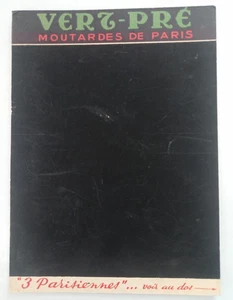 VERT-PRÉ
MOUTARDES DE PARIS
"3 Parisiennes"... voir au dos